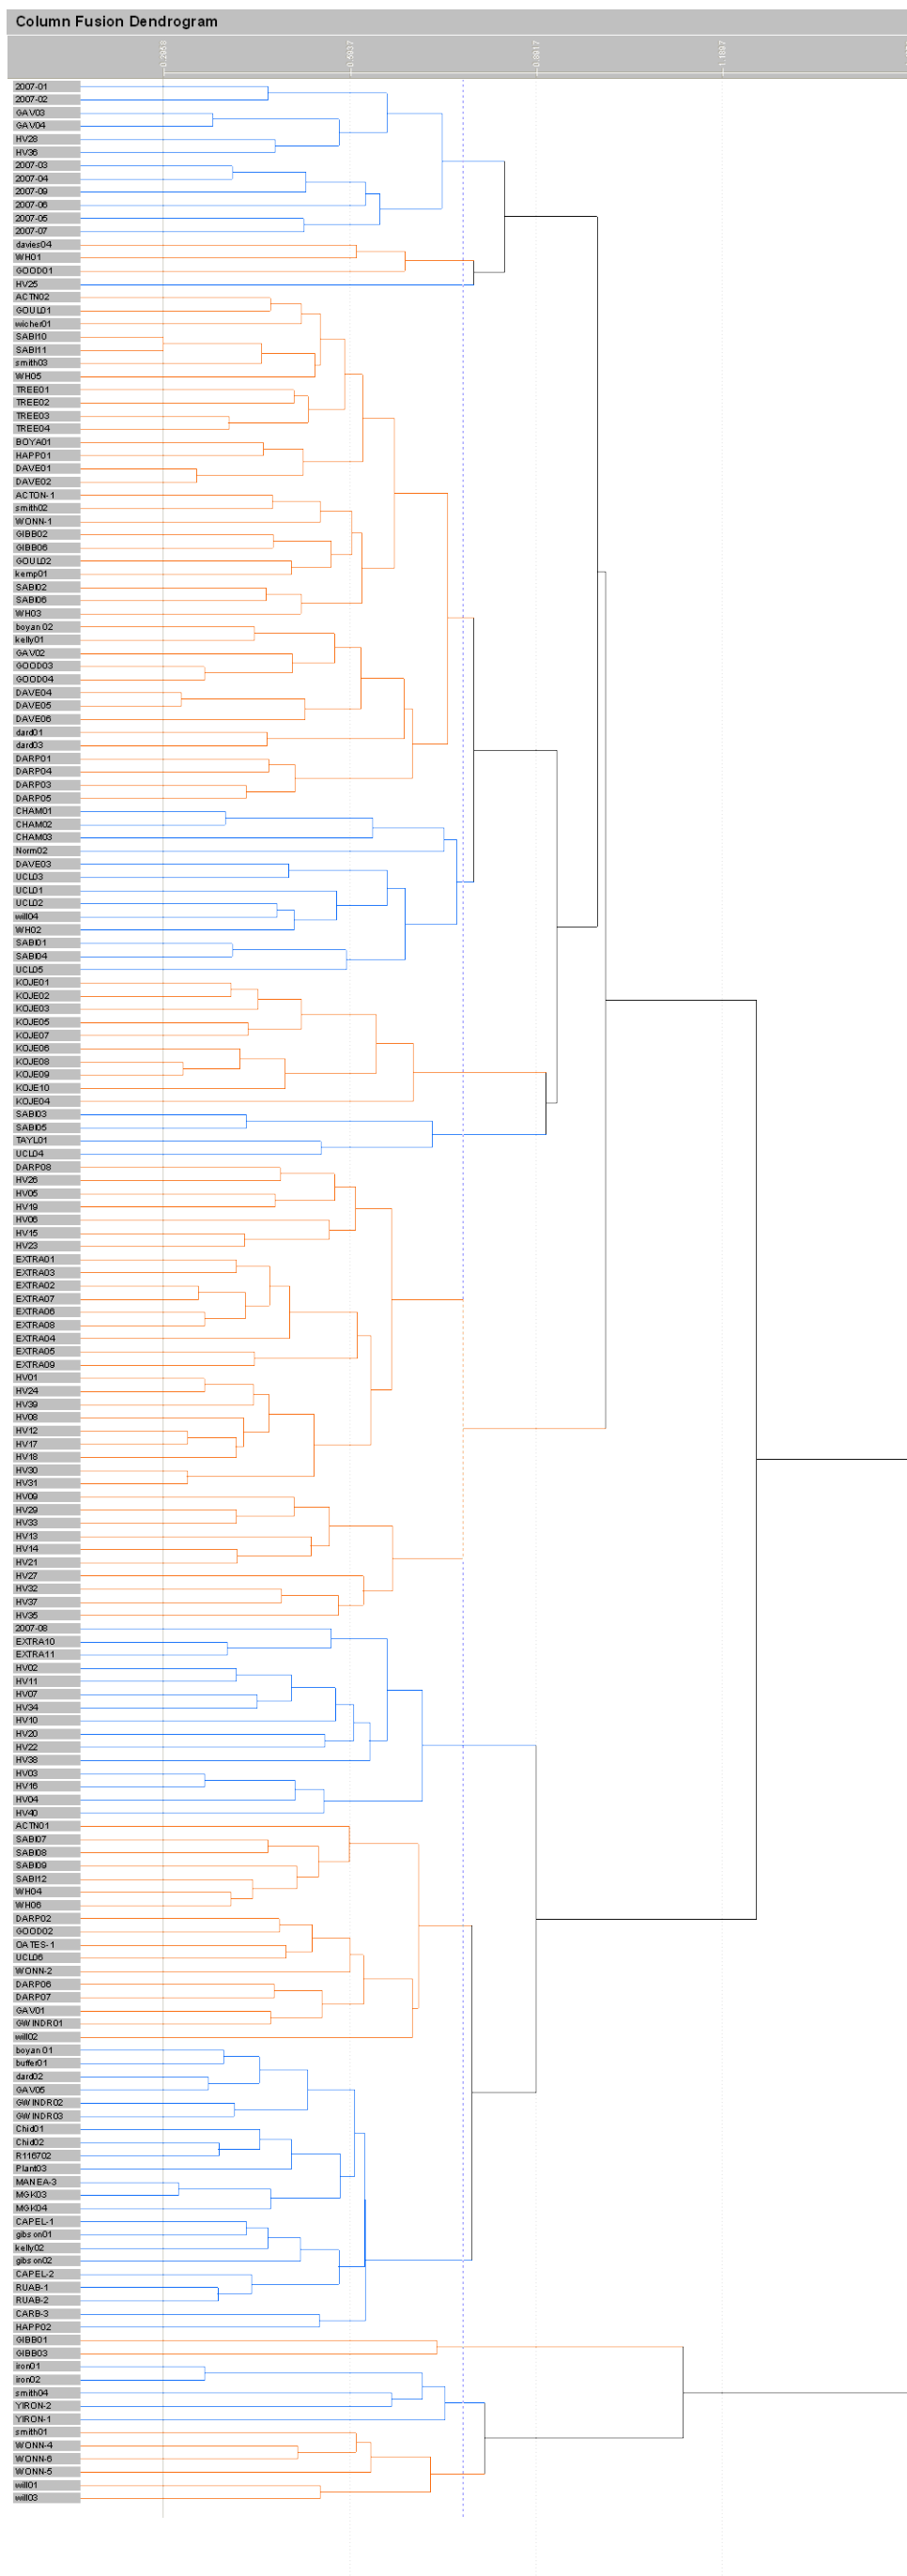 Column Fusion Dendrogram
0.2958
0.5937
0.8917
1.1897
2007-01
2007-02
GAV03
GAV04
HV28
HV36
2007-03
2007-04
2007-09
2007-06
2007-05
2007-07
davies04
WH01
GOOD01
HV25
ACTN02
GOUL01
wicher01
SABI10
SABI11
smith03
WH05
TREE01
TREE02
TREE03
TREE04
BOYA01
HAPP01
DAVE01
DAVE02
ACTON-1
smith02
WONN-1
GIBB02
GIBB06
GOUL02
kemp01
SABI02
SABI06
WH03
boyan02
kelly01
GAV02
GOOD03
GOOD04
DAVE04
DAVE05
DAVE06
dard01
dard03
DARP01
DARP04
DARP03
DARP05
CHAM01
CHAM02
CHAM03
Norm02
DAVE03
UCL03
UCL01
UCL02
will04
WH02
SABI01
SABI04
UCL05
KOJE01
KOJE02
KOJE03
KOJE05
KOJE07
KOJE06
KOJE08
KOJE09
KOJE10
KOJE04
SABI03
SABI05
TAYL01
UCL04
DARP08
HV26
HV05
HV19
HV06
HV15
HV23
EXTRA01
EXTRA03
EXTRA02
EXTRA07
EXTRA06
EXTRA08
EXTRA04
EXTRA05
EXTRA09
HV01
HV24
HV39
HV08
HV12
HV17
HV18
HV30
HV31
HV09
HV29
HV33
HV13
HV14
HV21
HV27
HV32
HV37
HV35
2007-08
EXTRA10
EXTRA11
HV02
HV11
HV07
HV34
HV10
HV20
HV22
HV38
HV03
HV16
HV04
HV40
ACTN01
SABI07
SABI08
SABI09
SABI12
WH04
WH06
DARP02
GOOD02
OATES-1
UCL06
WONN-2
DARP06
DARP07
GAV01
GWINDR01
will02
boyan01
buffer01
dard02
GAV05
GWINDR02
GWINDR03
Chid01
Chid02
R116702
Plant03
MANEA-3
MGK03
MGK04
CAPEL-1
gibson01
kelly02
gibson02
CAPEL-2
RUAB-1
RUAB-2
CARB-3
HAPP02
GIBB01
GIBB03
iron01
iron02
smith04
YIRON-2
YIRON-1
smith01
WONN-4
WONN-6
WONN-5
will01
will03